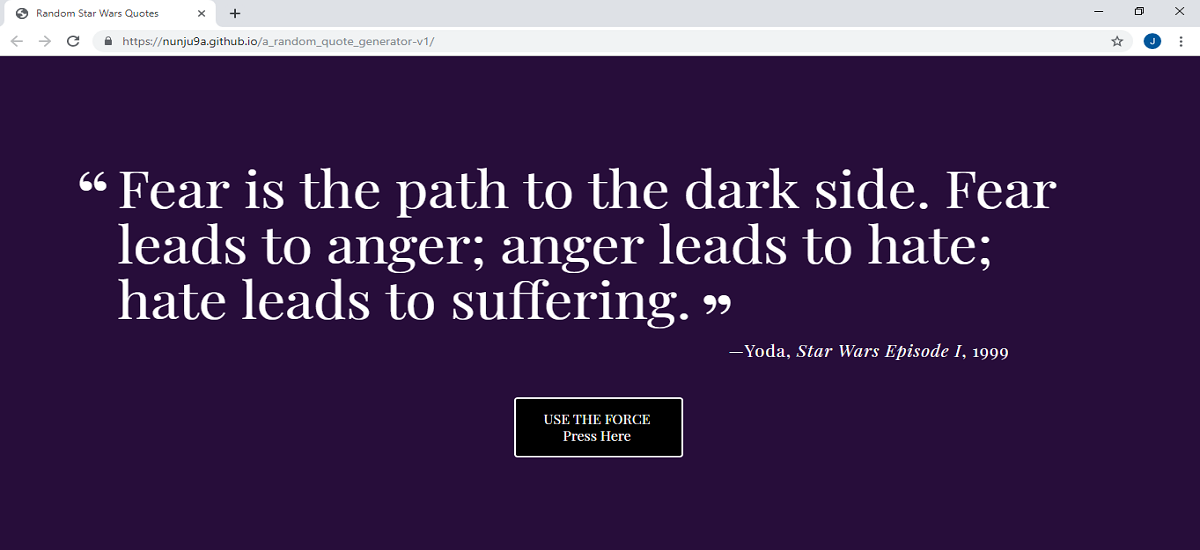 Random Star Wars Quotes
https://nunju9a.github.io/a_random_quote_generator-v1/
J
“ Fear is the path to the dark side. Fear
leads to anger; anger leads to hate;
hate leads to suffering. ”
—Yoda, Star Wars Episode I, 1999
USE THE FORCE
Press Here